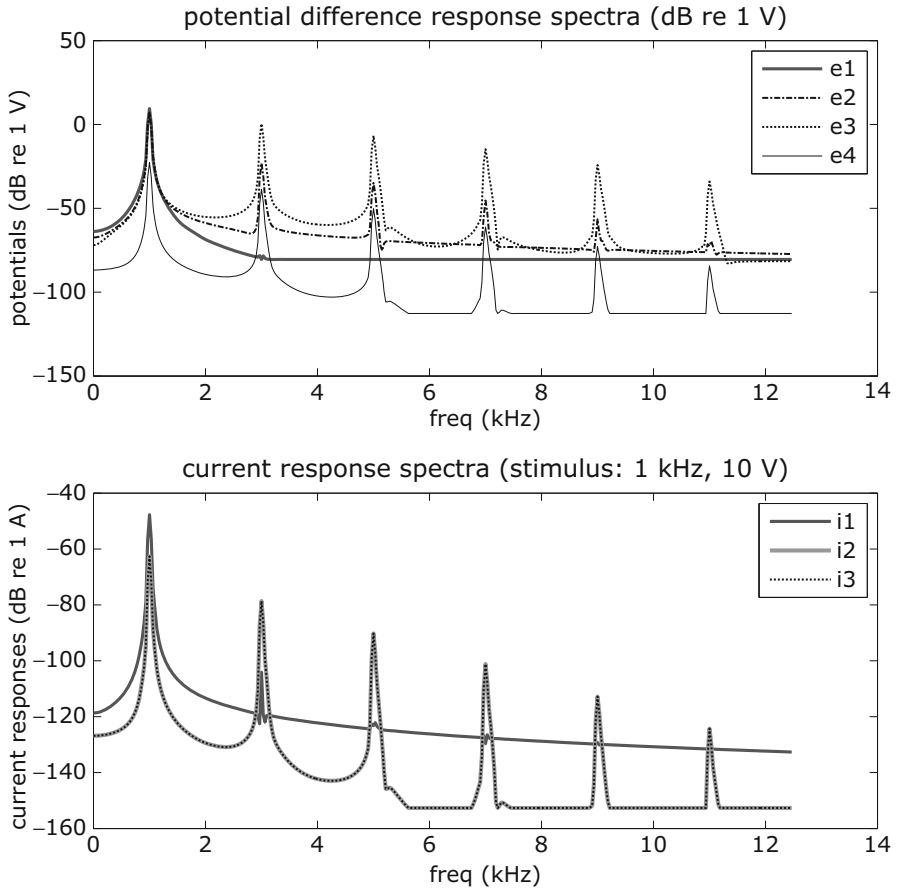 potential difference response spectra (dB re 1 V)
50
0
−50
−100
−150
potentials (dB re 1 V)
e1
e2
e3
e4
0 2 4 6 8 10 12 14
freq (kHz)
current response spectra (stimulus: 1 kHz, 10 V)
−40
−60
−80
−100
−120
−140
−160
current responses (dB re 1 A)
i1
i2
i3
0 2 4 6 8 10 12 14
freq (kHz)